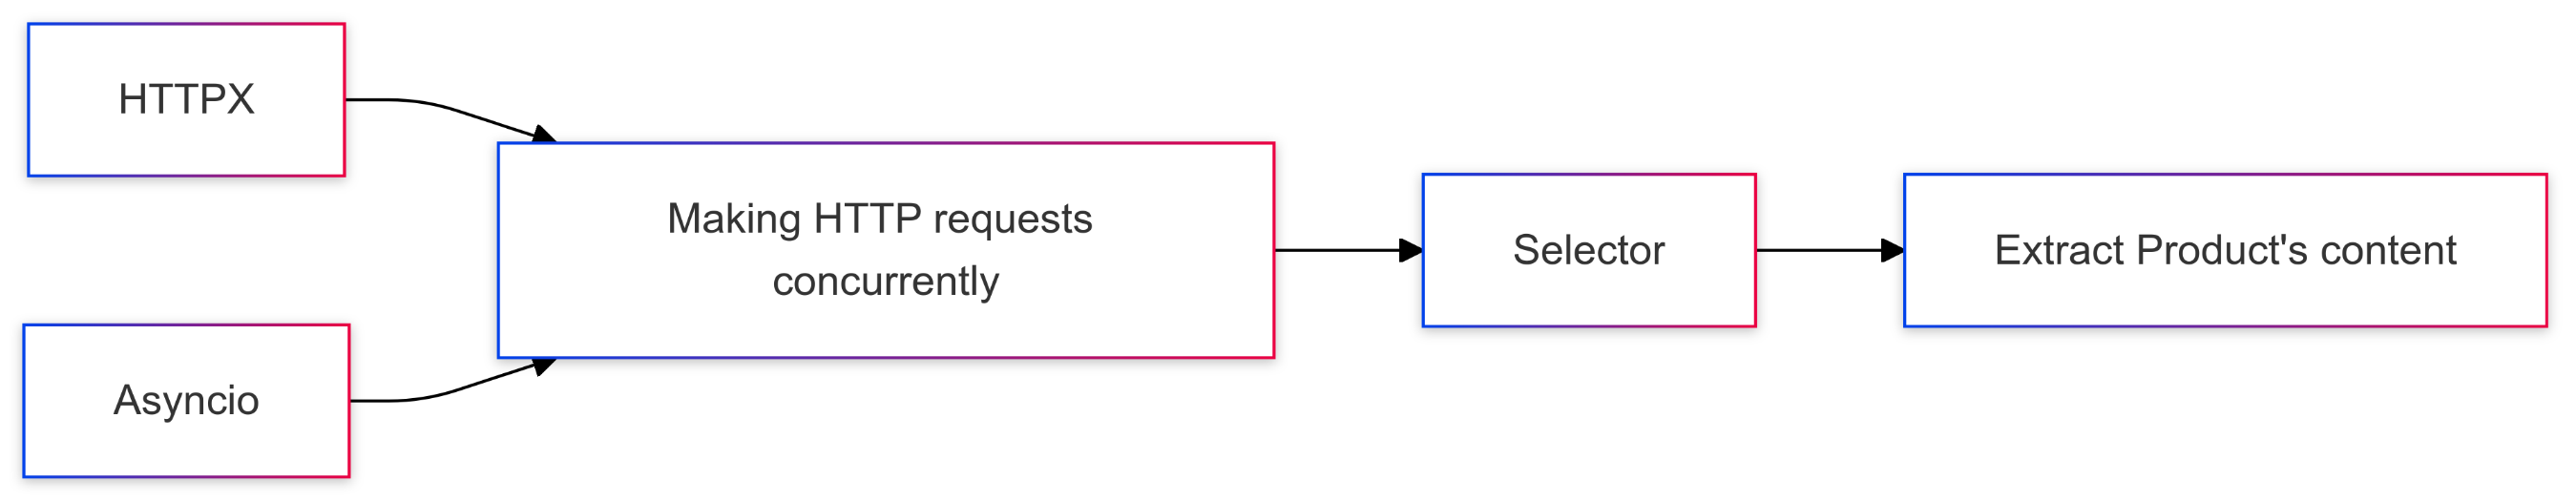 HTTPX
Asyncio
Making HTTP requests
concurrently
Selector
Extract Product's content